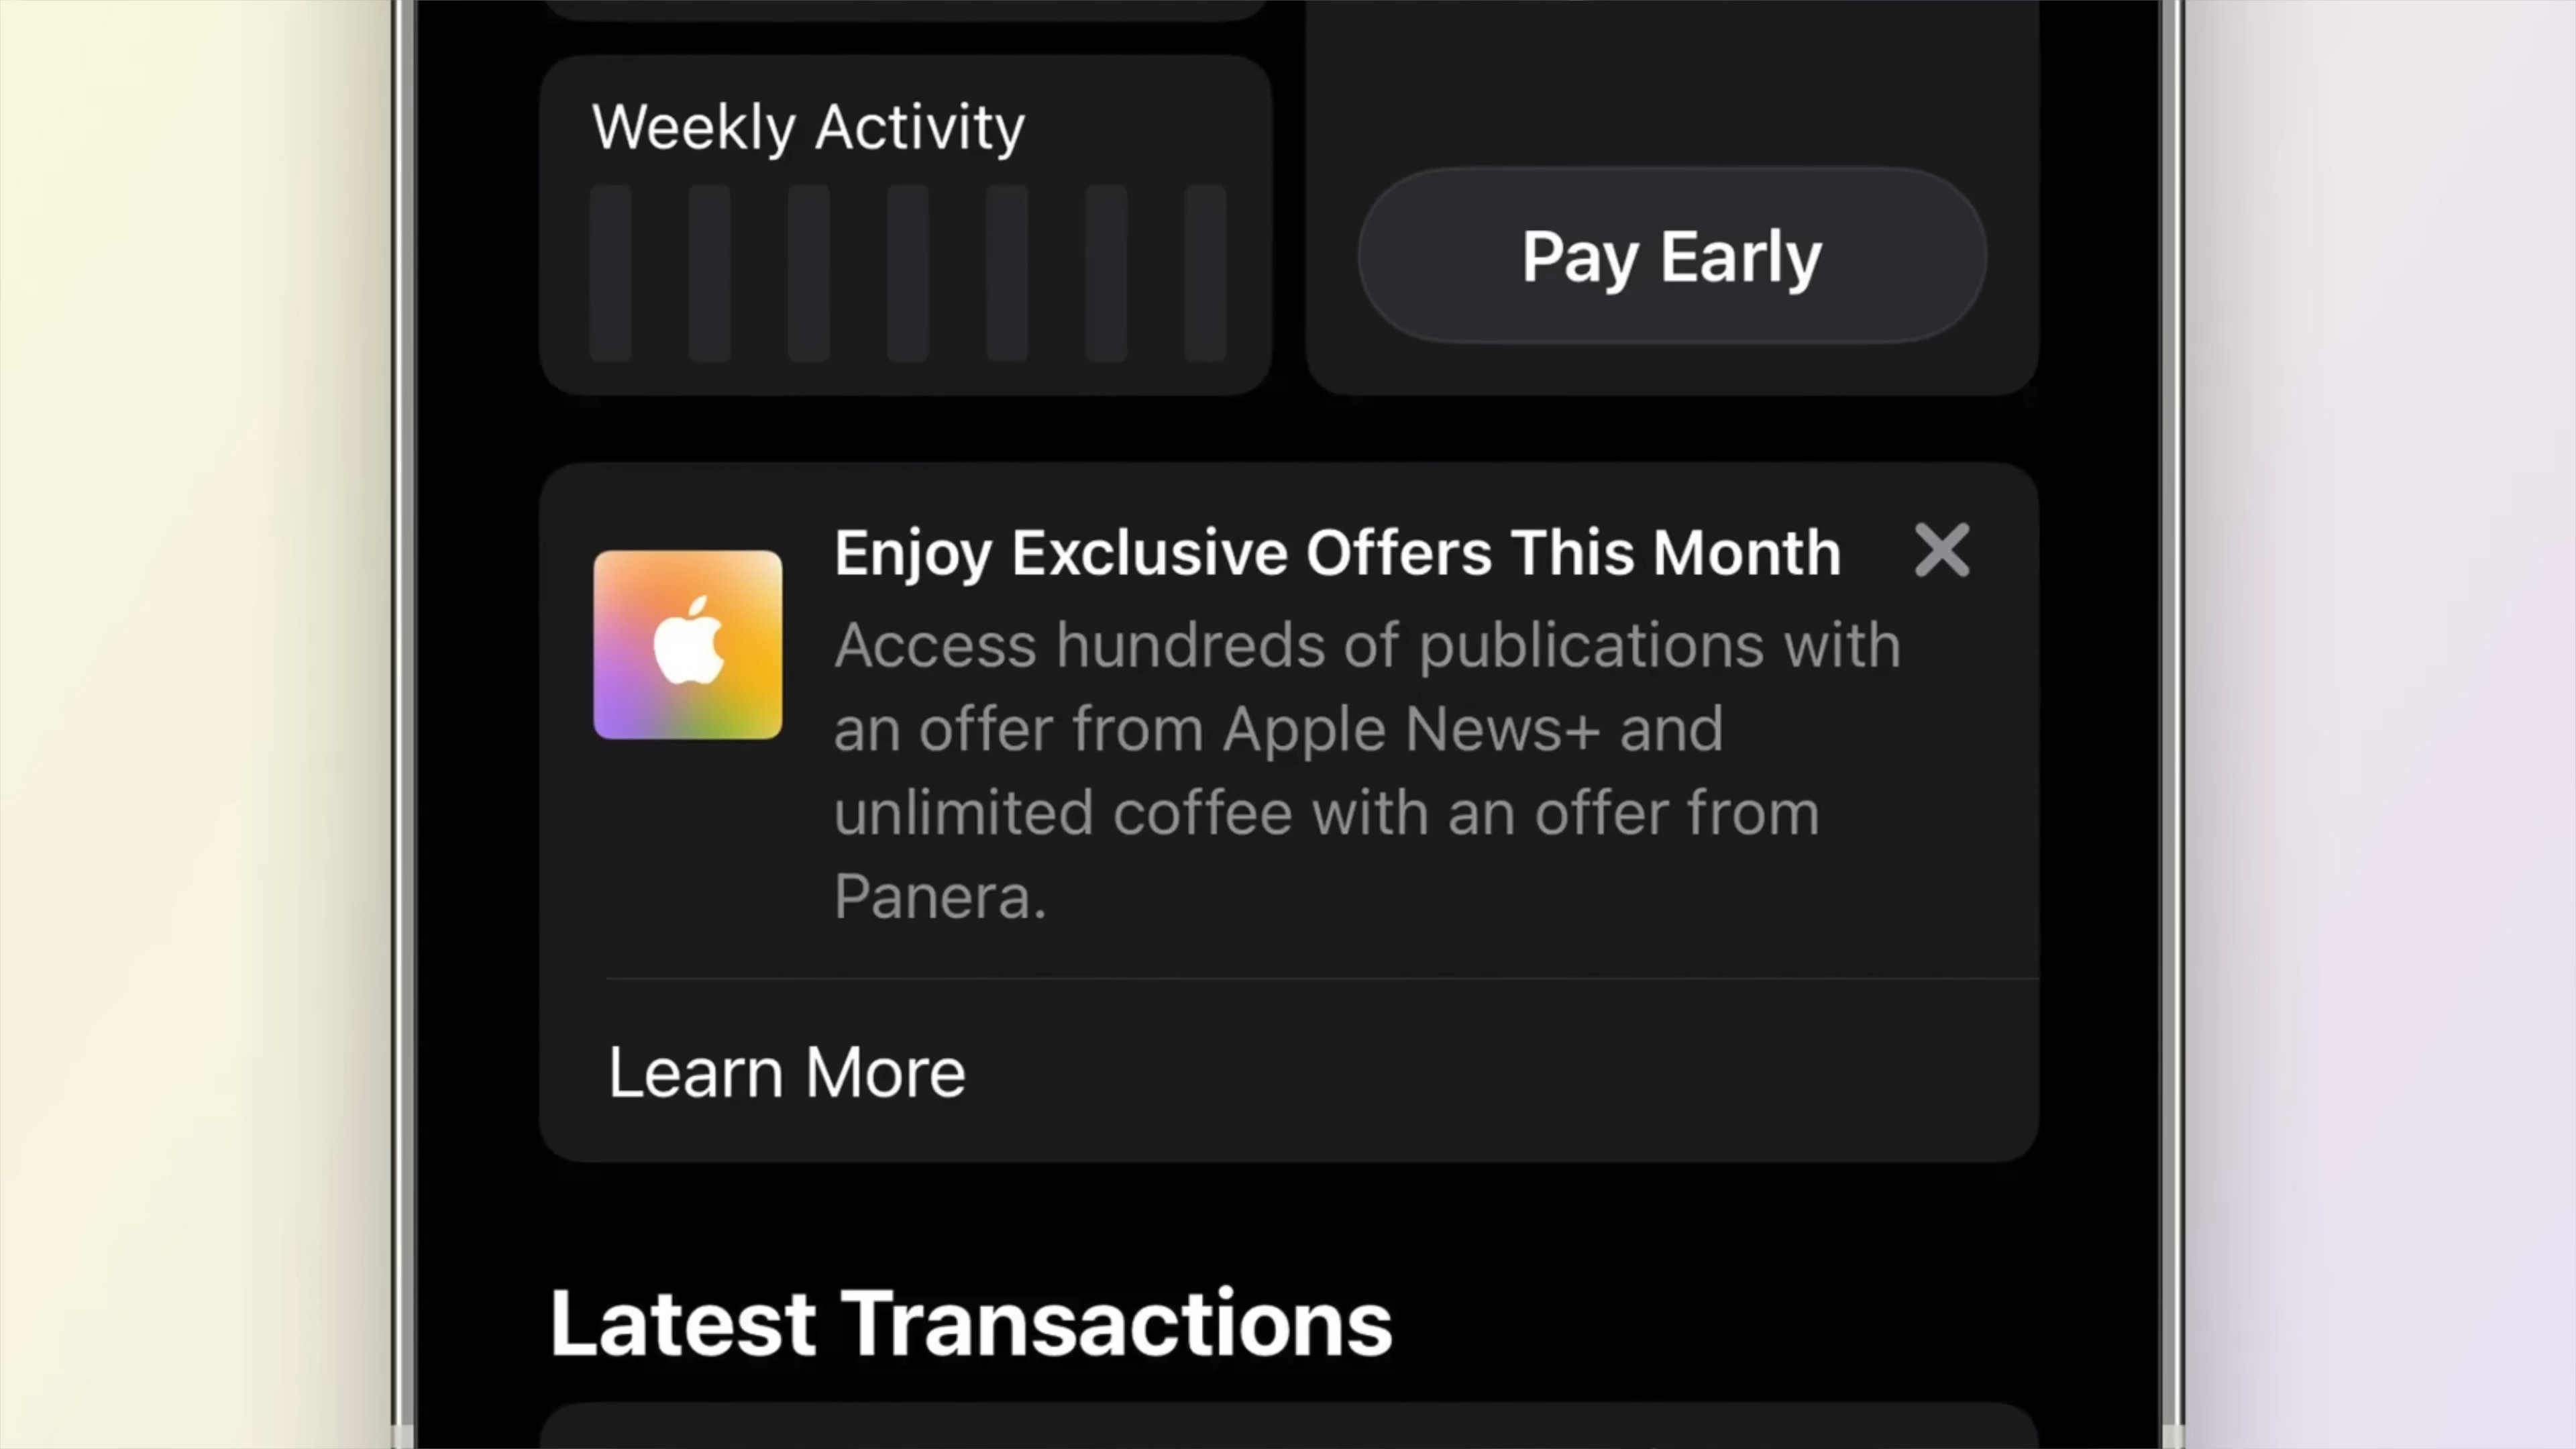 Weekly Activity
Pay Early
Enjoy Exclusive Offers This Month
Access hundreds of publications with
an offer from Apple News+ and
unlimited coffee with an offer from
Panera.
Learn More
Latest Transactions